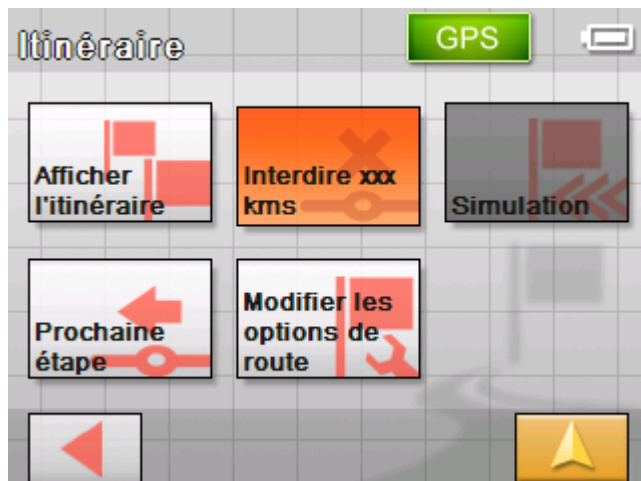 Itinéraire
GPS
Afficher
l'itinéraire
Interdire xxx
kms
Simulation
Prochaine
étape
Modifier les
options de
route